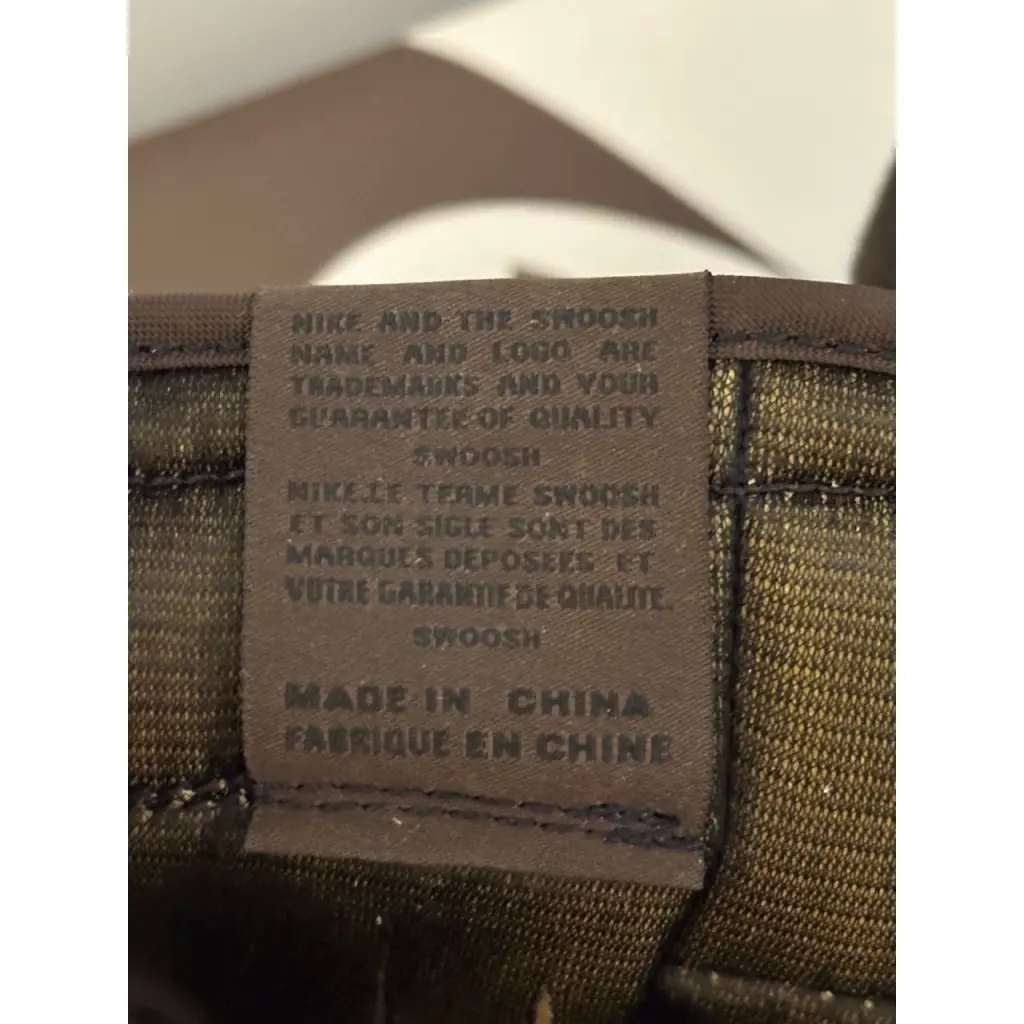 NIKE AND THE SWOOSH
NAME AND LOGO ARE
TRADEMARKS AND YOUR
GUARANTEE OF QUALITY
SWOOSH
NIKE.LE TERME SWOOSH
ET SON SIGLE SONT DES
MARQUES DEPOSEES ET
VOTRE GARANTIE DE QUALITE.
SWOOSH
MADE IN CHINA
FABRIQUE EN CHINE